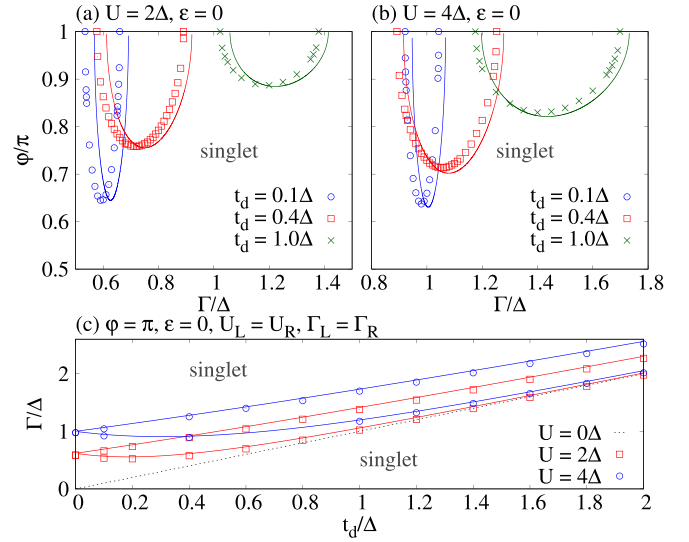 (a) U = 2Δ, ε = 0
(b) U = 4Δ, ε = 0
φ/π
1
0.9
0.8
0.7
0.6
0.5
singlet
singlet
t_d = 0.1Δ
t_d = 0.4Δ
t_d = 1.0Δ
t_d = 0.1Δ
t_d = 0.4Δ
t_d = 1.0Δ
0.6 0.8 1 1.2 1.4
0.8 1 1.2 1.4 1.6 1.8
Γ/Δ
Γ/Δ
(c) φ = π, ε = 0, U_L = U_R, Γ_L = Γ_R
Γ/Δ
2
1
0
singlet
singlet
U = 0Δ
U = 2Δ
U = 4Δ
0 0.2 0.4 0.6 0.8 1 1.2 1.4 1.6 1.8 2
t_d/Δ